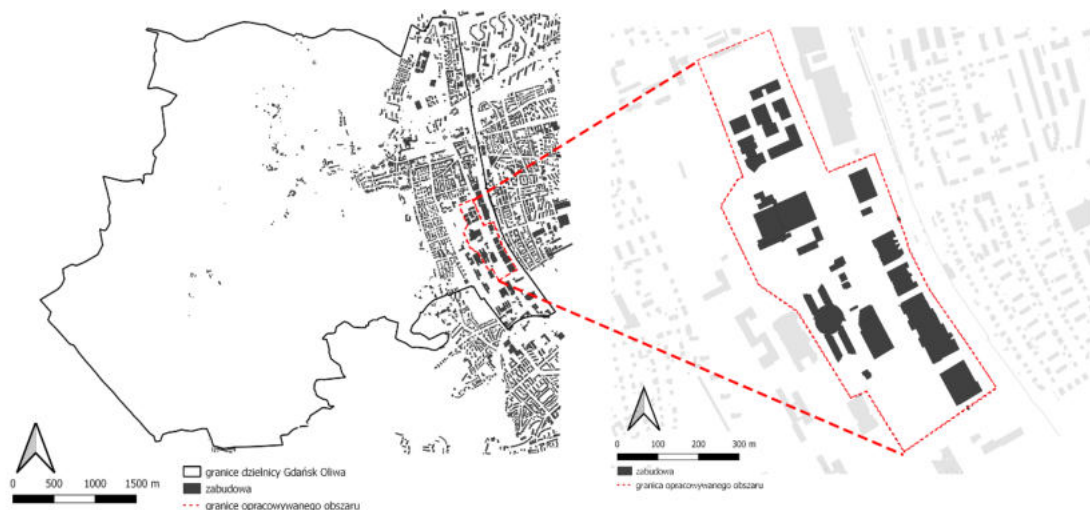 0 500 1000 1500 m
granice dzielnicy Gdańsk Oliwa
zabudowa
granice opracowywanego obszaru
0 100 200 300 m
zabudowa
granica opracowywanego obszaru